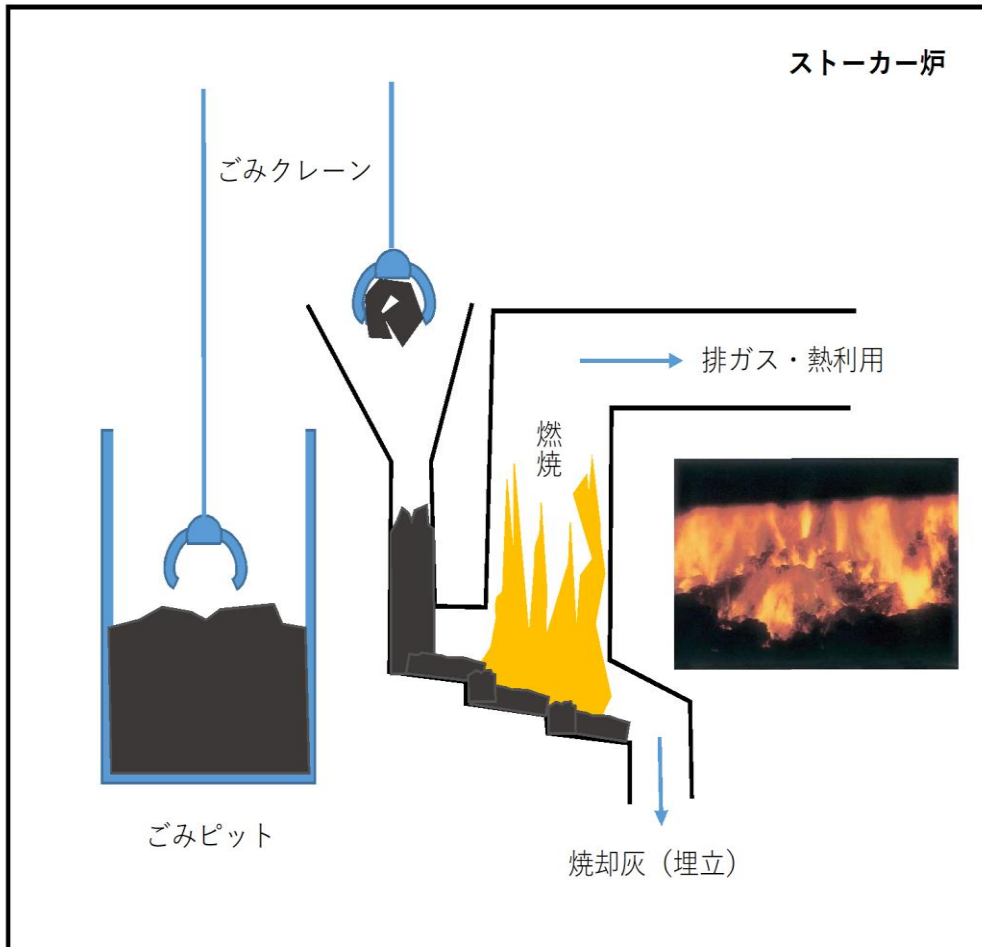 ストーカー炉
ごみクレーン
排ガス・熱利用
燃
焼
ごみピット
焼却灰（埋立）